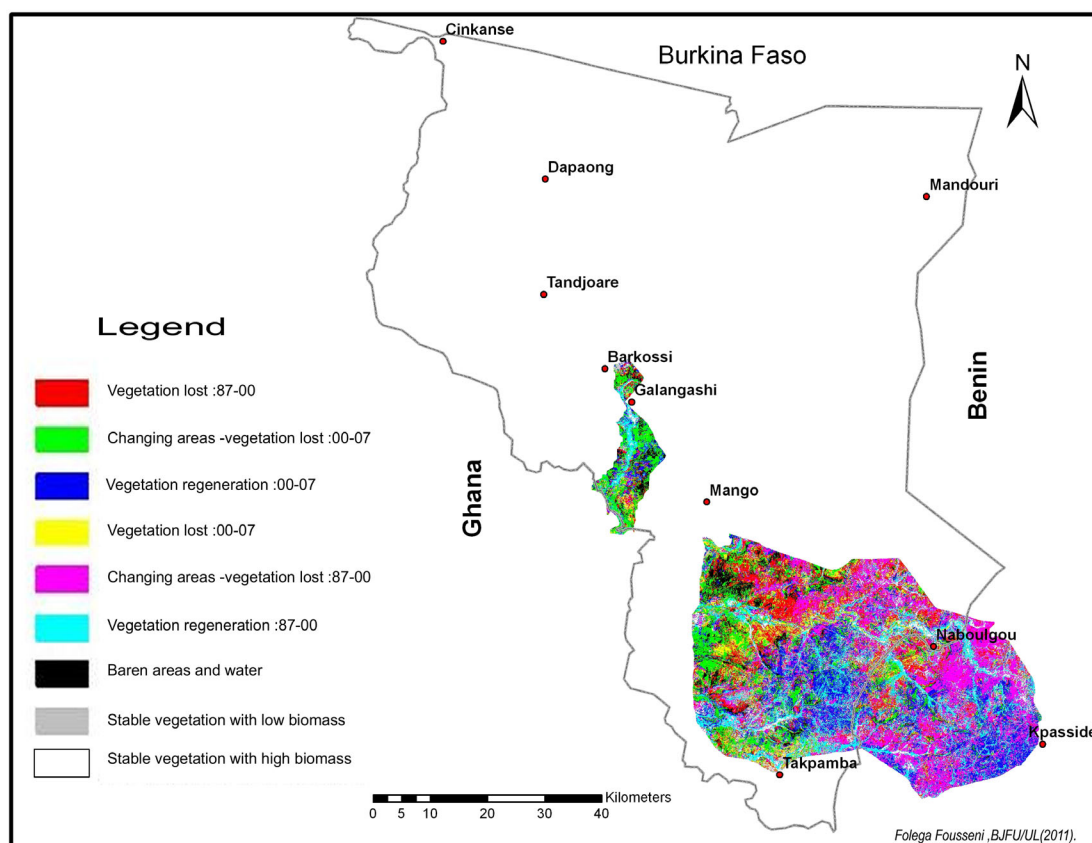 Cinkanse
Burkina Faso
N
Dapaong
Mandouri
Tandjoare
Legend
Barkossi
Benin
Vegetation lost :87-00
Galangashi
Changing areas -vegetation lost :00-07
Vegetation regeneration :00-07
Ghana
Mango
Vegetation lost :00-07
Changing areas -vegetation lost :87-00
Vegetation regeneration :87-00
Naboulgou
Baren areas and water
Stable vegetation with low biomass
Kpasside
Stable vegetation with high biomass
Takpamba
Kilometers
0 5 10 20 30 40
Folega Fousseni ,BJFU/UL(2011).